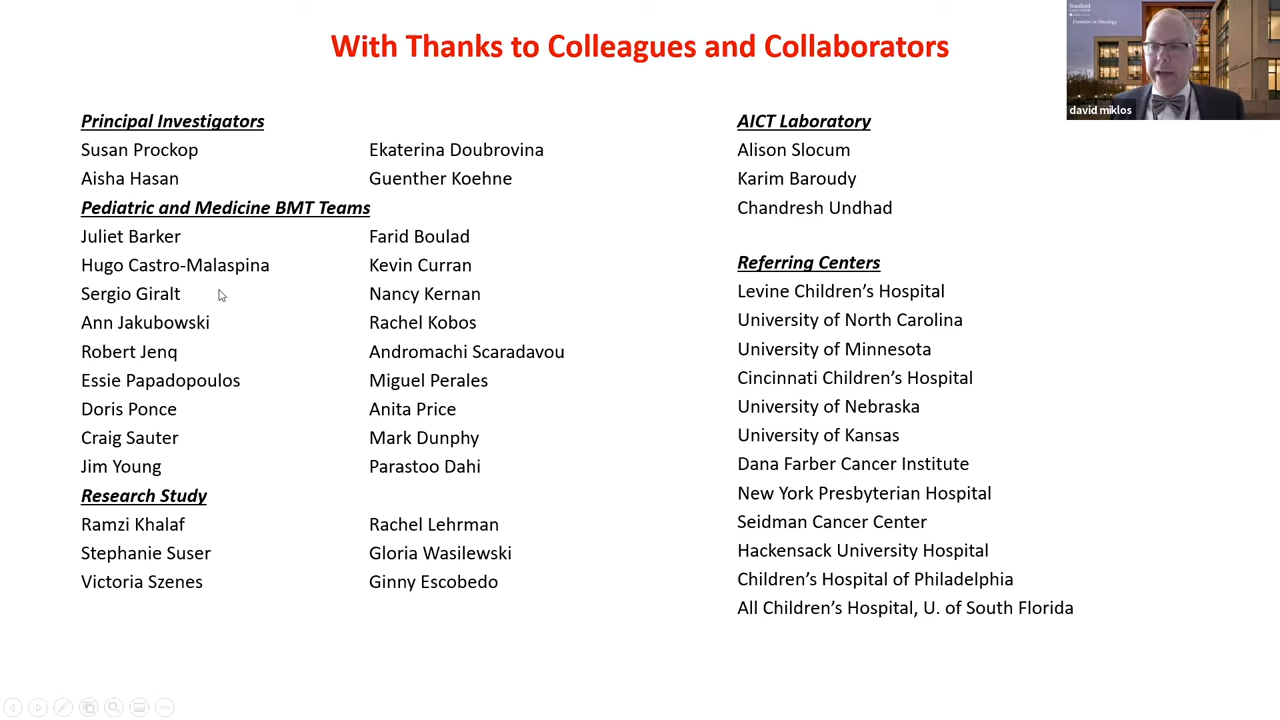 With Thanks to Colleagues and Collaborators
Principal Investigators
Susan Prockop
Ekaterina Doubrovina
Aisha Hasan
Guenther Koehne
Pediatric and Medicine BMT Teams
Juliet Barker
Farid Boulad
Hugo Castro-Malaspina
Kevin Curran
Sergio Giralt
Nancy Kernan
Ann Jakubowski
Rachel Kobos
Robert Jenq
Andromachi Scaradavou
Essie Papadopoulos
Miguel Perales
Doris Ponce
Anita Price
Craig Sauter
Mark Dunphy
Jim Young
Parastoo Dahi
Research Study
Ramzi Khalaf
Rachel Lehrman
Stephanie Suser
Gloria Wasilewski
Victoria Szenes
Ginny Escobedo
AICT Laboratory
Alison Slocum
Karim Baroudy
Chandresh Undhad
Referring Centers
Levine Children’s Hospital
University of North Carolina
University of Minnesota
Cincinnati Children’s Hospital
University of Nebraska
University of Kansas
Dana Farber Cancer Institute
New York Presbyterian Hospital
Seidman Cancer Center
Hackensack University Hospital
Children’s Hospital of Philadelphia
All Children’s Hospital, U. of South Florida
Stanford
Frontiers in Oncology
david miklos